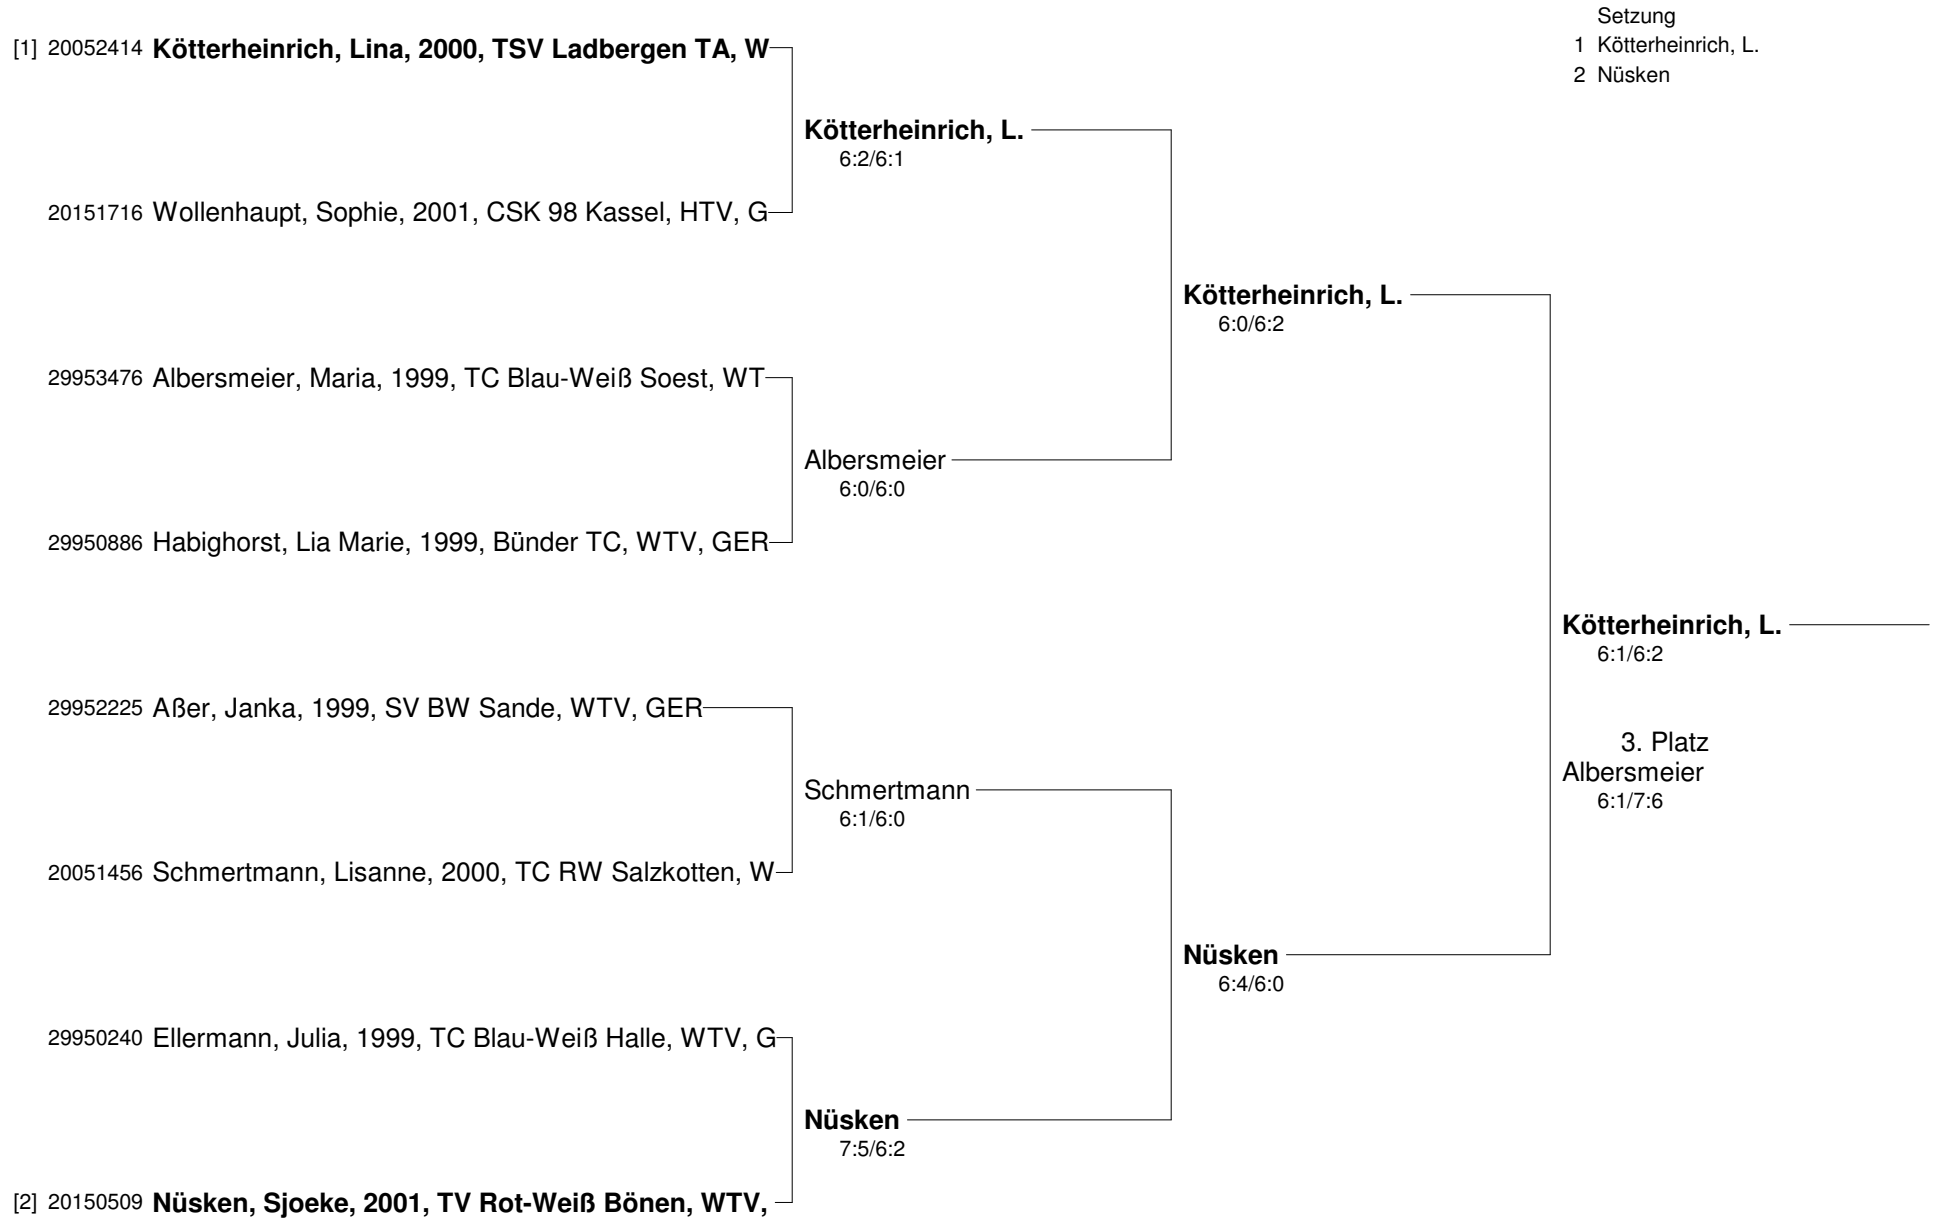 Setzung
1 Kötterheinrich, L.
2 Nüsken
[1] 20052414 Kötterheinrich, Lina, 2000, TSV Ladbergen TA, W
Kötterheinrich, L.
6:2/6:1
20151716 Wollenhaupt, Sophie, 2001, CSK 98 Kassel, HTV, G
Kötterheinrich, L.
6:0/6:2
29953476 Albersmeier, Maria, 1999, TC Blau-Weiß Soest, WT
Albersmeier
6:0/6:0
29950886 Habighorst, Lia Marie, 1999, Bünder TC, WTV, GER
Kötterheinrich, L.
6:1/6:2
29952225 Aßer, Janka, 1999, SV BW Sande, WTV, GER
3. Platz
Albersmeier
6:1/7:6
Schmertmann
6:1/6:0
20051456 Schmertmann, Lisanne, 2000, TC RW Salzkotten, W
Nüsken
6:4/6:0
29950240 Ellermann, Julia, 1999, TC Blau-Weiß Halle, WTV, G
Nüsken
7:5/6:2
[2] 20150509 Nüsken, Sjoeke, 2001, TV Rot-Weiß Bönen, WTV,